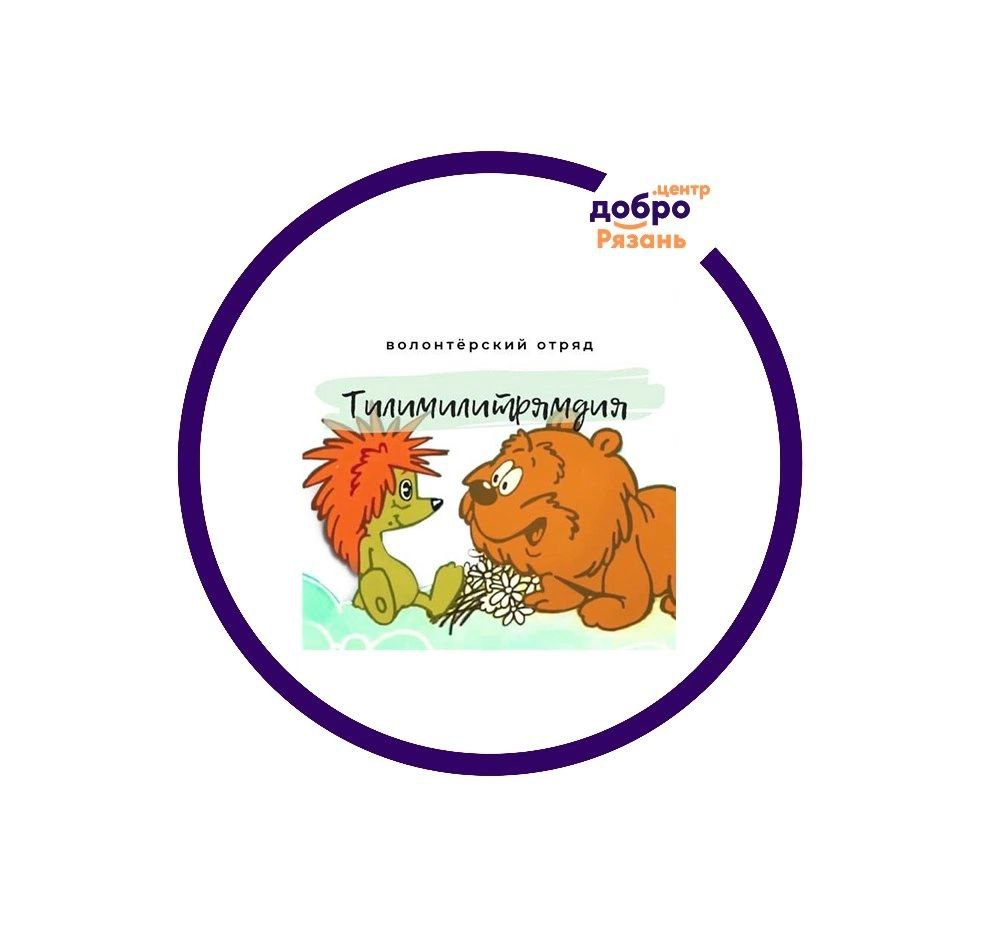 .центр
добро
Рязань
волонтёрский отряд
Тилимилитрямдия